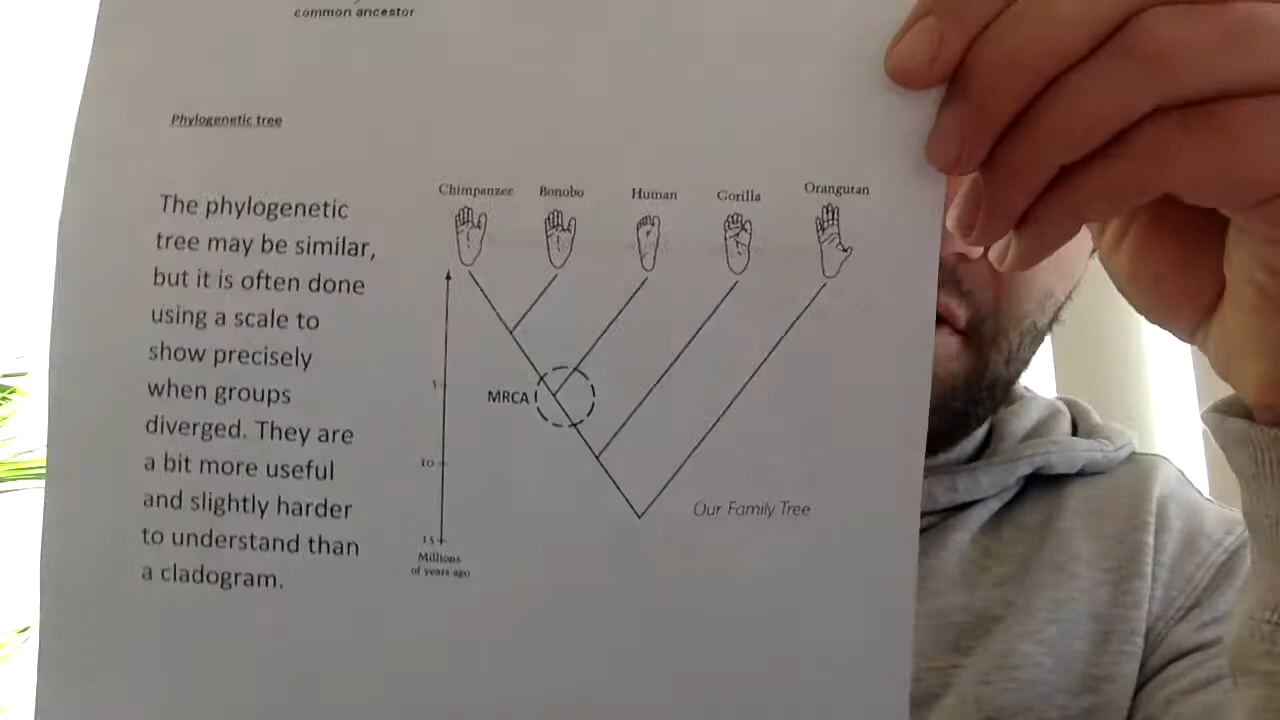 common ancestor
Phylogenetic tree
The phylogenetic
tree may be similar,
but it is often done
using a scale to
show precisely
when groups
diverged. They are
a bit more useful
and slightly harder
to understand than
a cladogram.
Chimpanzee Bonobo Human Gorilla Orangutan
5
MRCA
10
15
Millions
of years ago
Our Family Tree